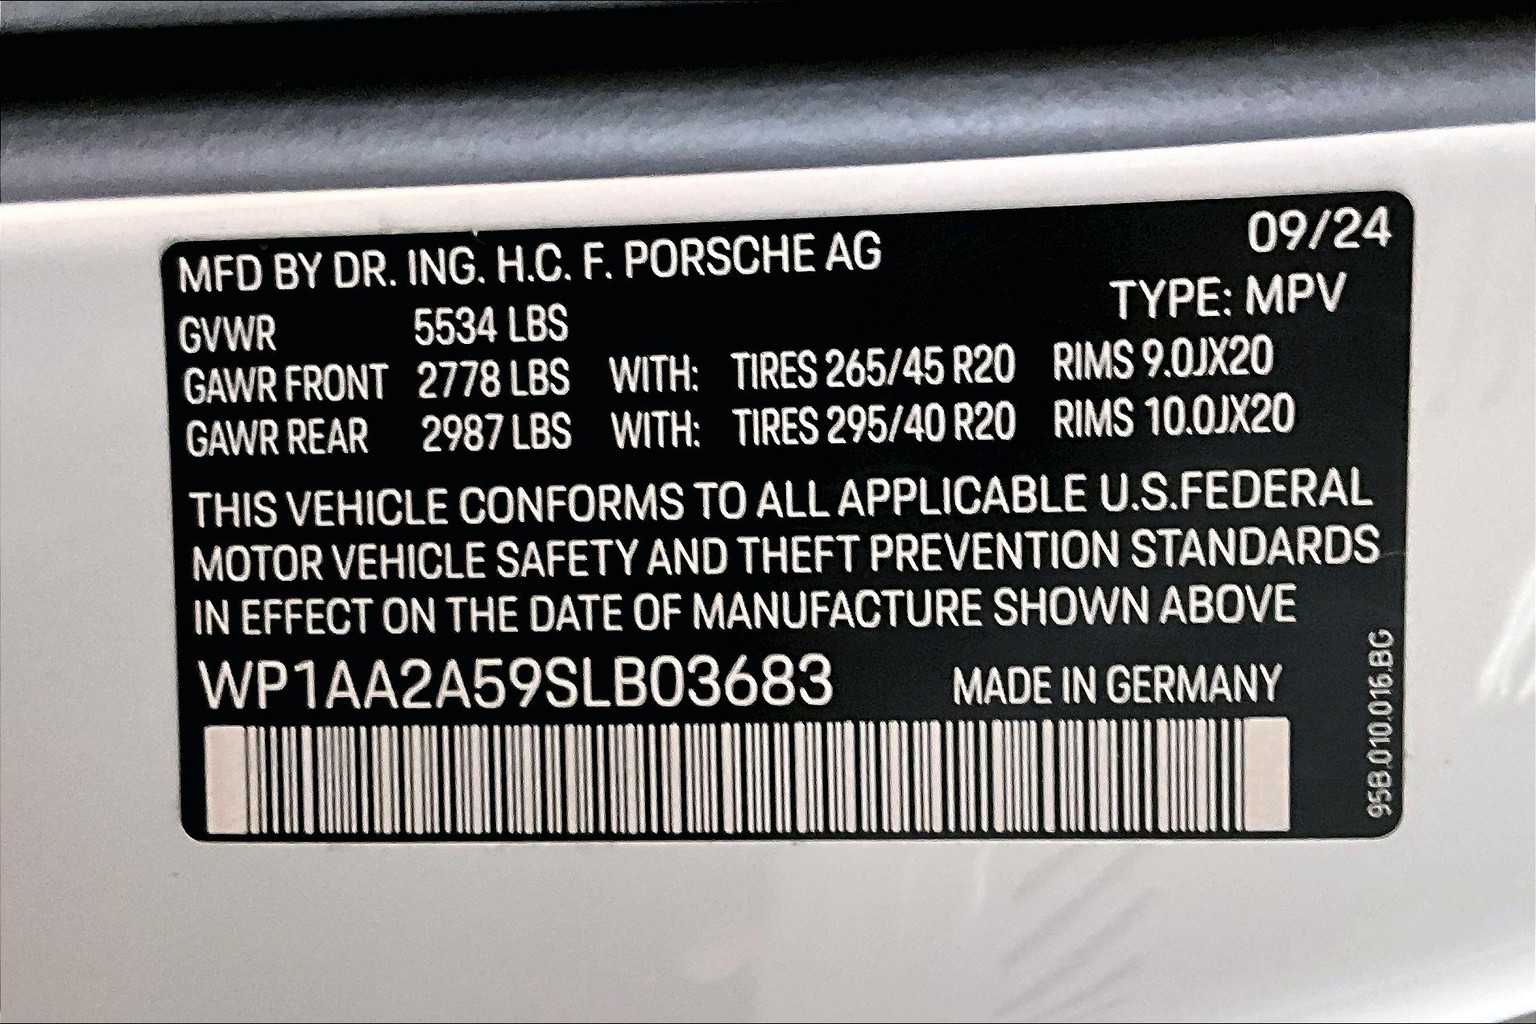 MFD BY DR. ING. H.C. F. PORSCHE AG 09/24
TYPE: MPV
GVWR 5534 LBS
GAWR FRONT 2778 LBS WITH: TIRES 265/45 R20 RIMS 9.0JX20
GAWR REAR 2987 LBS WITH: TIRES 295/40 R20 RIMS 10.0JX20
THIS VEHICLE CONFORMS TO ALL APPLICABLE U.S.FEDERAL
MOTOR VEHICLE SAFETY AND THEFT PREVENTION STANDARDS
IN EFFECT ON THE DATE OF MANUFACTURE SHOWN ABOVE
WP1AA2A59SLB03683 MADE IN GERMANY
95B.010.016.BG